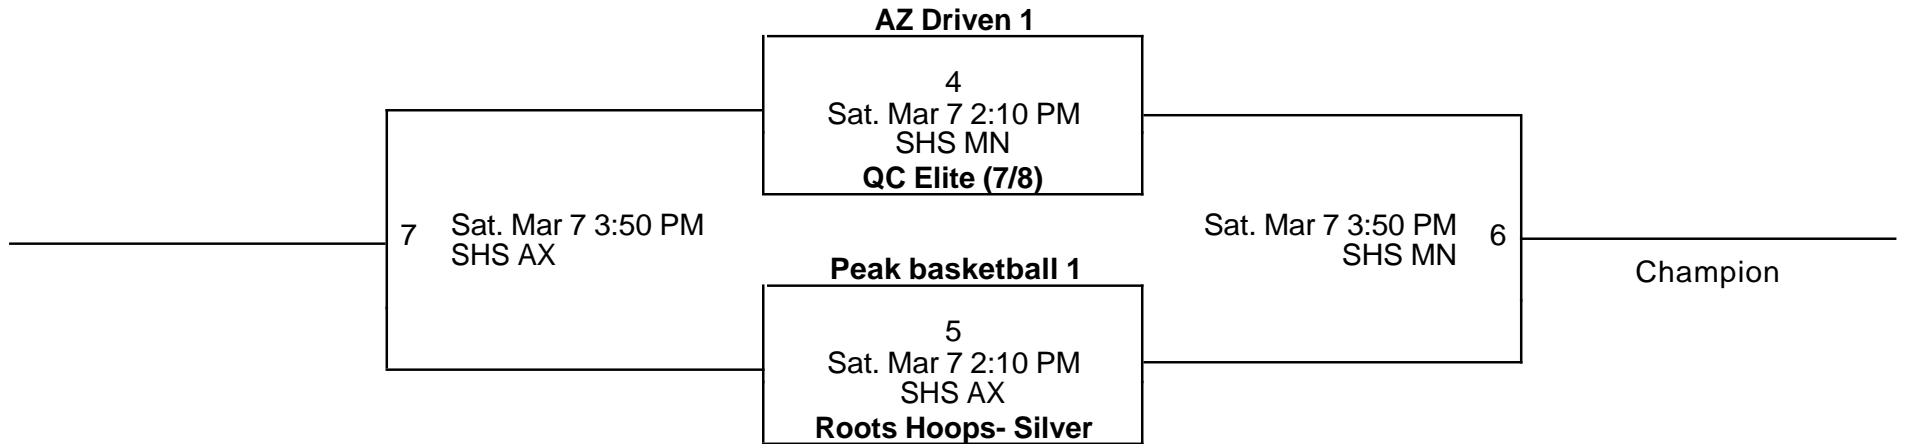 AZ Driven 1
4
Sat. Mar 7 2:10 PM
SHS MN
QC Elite (7/8)
7
Sat. Mar 7 3:50 PM
SHS AX
Sat. Mar 7 3:50 PM
SHS MN
6
Champion
Peak basketball 1
5
Sat. Mar 7 2:10 PM
SHS AX
Roots Hoops- Silver